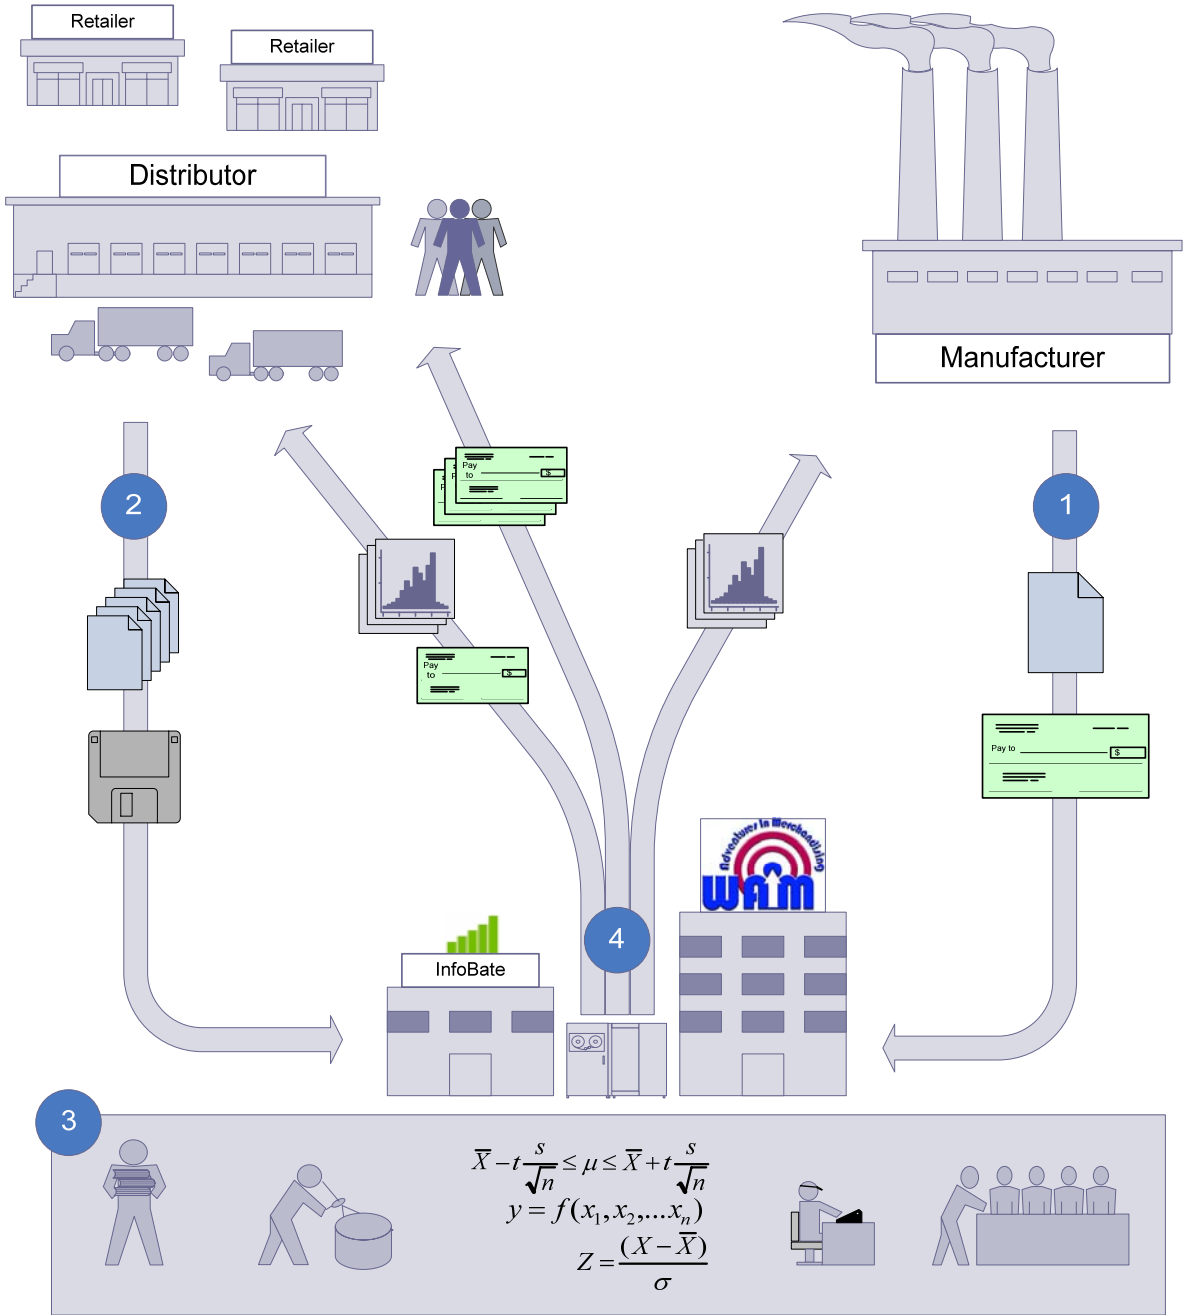 Retailer
Retailer
Distributor
Manufacturer
2
1
Pay
to
$
P
P
Pay
to
$
Pay to
$
Adventures in Merchandising
WAIM
4
InfoBate
3
X̅ − t s/√n ≤ μ ≤ X̅ + t s/√n
y = f(x₁, x₂,...xₙ)
Z = (X − X̅)/σ